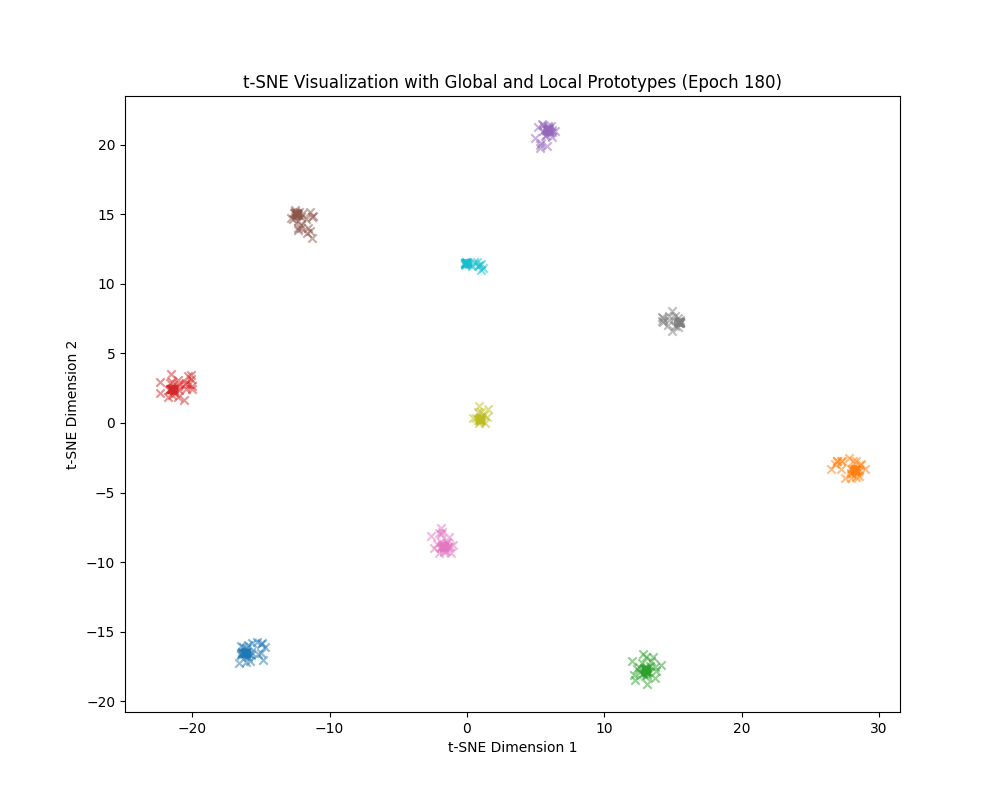 t-SNE Visualization with Global and Local Prototypes (Epoch 180)
20
15
10
5
0
−5
−10
−15
−20
t-SNE Dimension 2
−20 −10 0 10 20 30
t-SNE Dimension 1